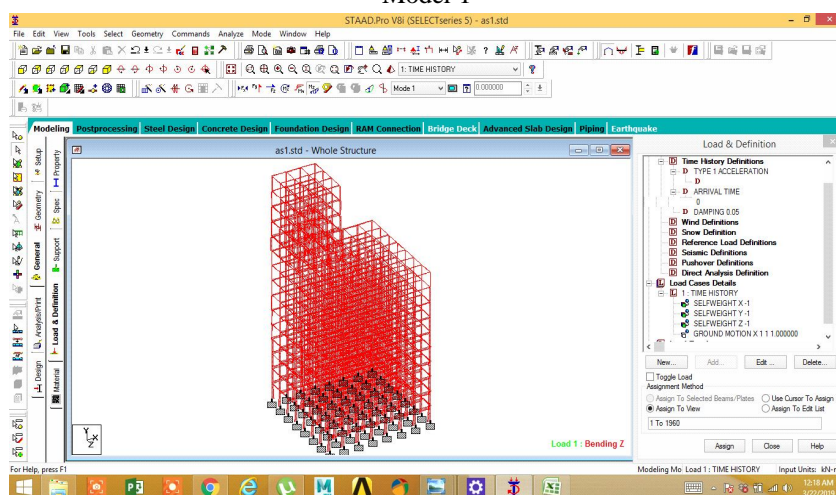 Model 1
STAAD.Pro V8i (SELECTseries 5) - as1.std
File Edit View Tools Select Geometry Commands Analyze Mode Window Help
1: TIME HISTORY
Mode 1
0.000000
Modeling Postprocessing Steel Design Concrete Design Foundation Design RAM Connection Bridge Deck Advanced Slab Design Piping Earthquake
Setup
Geometry
General
Analysis/Print
Design
Property
Spec
Support
Load & Definition
Material
as1.std - Whole Structure
Y
X
Z
Load 1 : Bending Z
Load & Definition
Time History Definitions
TYPE 1 ACCELERATION
D
ARRIVAL TIME
0
DAMPING 0.05
Wind Definitions
Snow Definition
Reference Load Definitions
Seismic Definitions
Pushover Definitions
Direct Analysis Definition
Load Cases Details
1 : TIME HISTORY
SELFWEIGHT X -1
SELFWEIGHT Y -1
SELFWEIGHT Z -1
GROUND MOTION X 1 1 1.000000
New... Add... Edit ... Delete...
Toggle Load
Assignment Method
Assign To Selected Beams/Plates Use Cursor To Assign
Assign To View Assign To Edit List
1 To 1960
Assign Close Help
For Help, press F1
Modeling Mo Load 1 : TIME HISTORY Input Units: kN-r
12:18 AM
3/22/2019